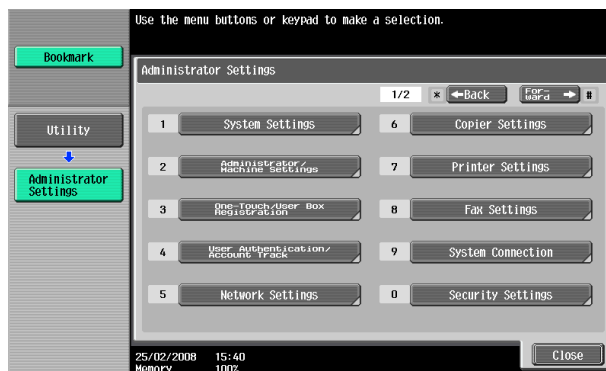 Use the menu buttons or keypad to make a selection.
Bookmark
Administrator Settings
1/2 * ←Back For-
ward → #
Utility
Administrator
Settings
1 System Settings
2 Administrator/
Machine Settings
3 One-Touch/User Box
Registration
4 User Authentication/
Account Track
5 Network Settings
6 Copier Settings
7 Printer Settings
8 Fax Settings
9 System Connection
0 Security Settings
25/02/2008 15:40
Memory 100%
Close